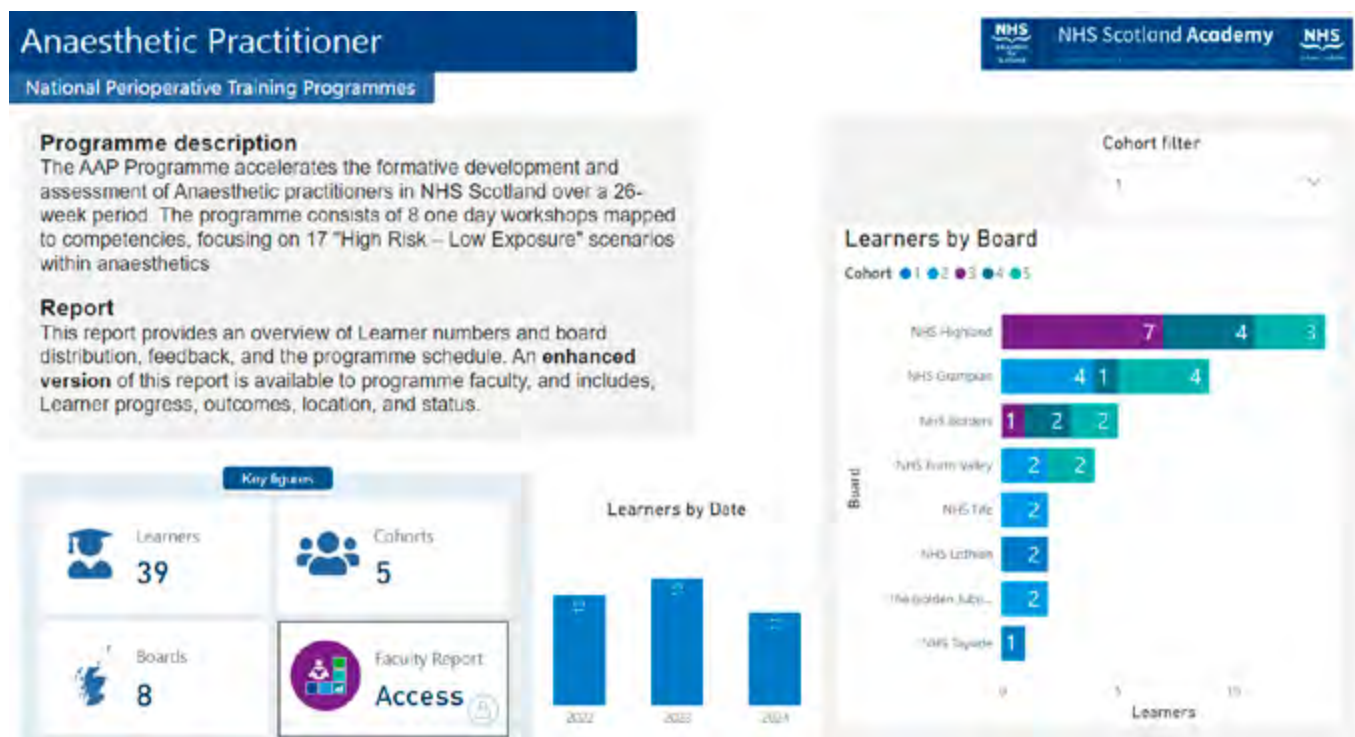 Anaesthetic Practitioner
National Perioperative Training Programmes
NHS
NHS Scotland Academy
NHS
Programme description
The AAP Programme accelerates the formative development and
assessment of Anaesthetic practitioners in NHS Scotland over a 26-
week period. The programme consists of 8 one day workshops mapped
to competencies, focusing on 17 "High Risk – Low Exposure" scenarios
within anaesthetics
Report
This report provides an overview of Learner numbers and board
distribution, feedback, and the programme schedule. An enhanced
version of this report is available to programme faculty, and includes,
Learner progress, outcomes, location, and status.
Key figures
Learners
39
Cohorts
5
Boards
8
Faculty Report
Access
Learners by Date
2022
2023
2024
Cohort filter
Learners by Board
Cohort 1 2 3 4 5
Board
NHS Highland 7 4 3
NHS Grampian 4 1 4
NHS Borders 1 2 2
NHS Forth Valley 2 2
NHS Fife 2
NHS Lothian 2
The Golden Jubi... 2
NHS Tayside 1
0 5 10
Learners